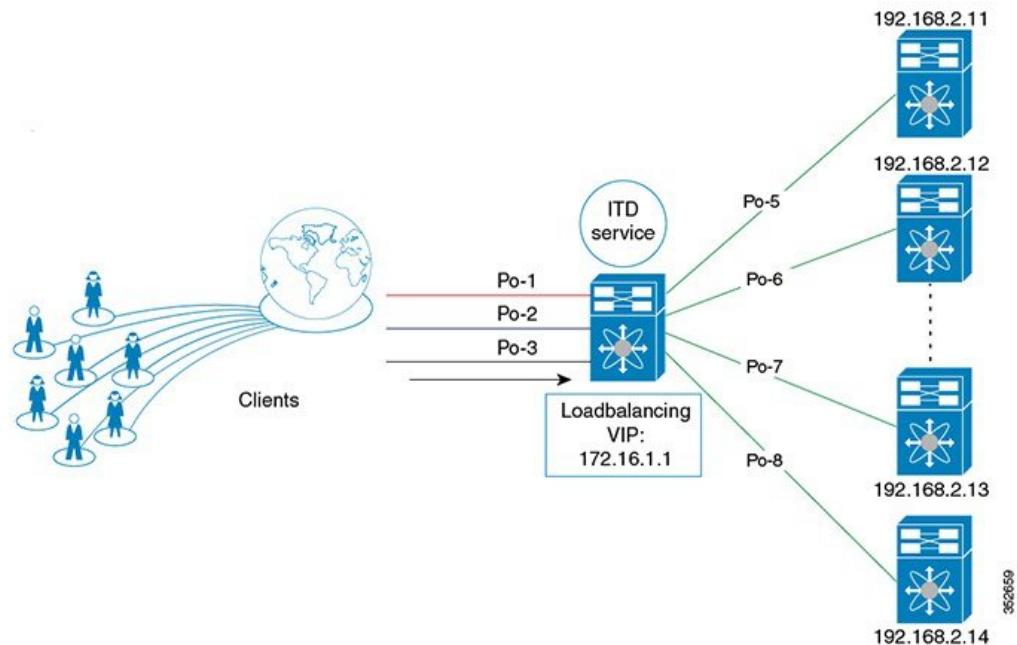 192.168.2.11
192.168.2.12
Po-5
ITD
service
Po-6
Po-1
Po-2
Po-3
Po-7
Clients
Loadbalancing
VIP:
172.16.1.1
Po-8
192.168.2.13
192.168.2.14
352659